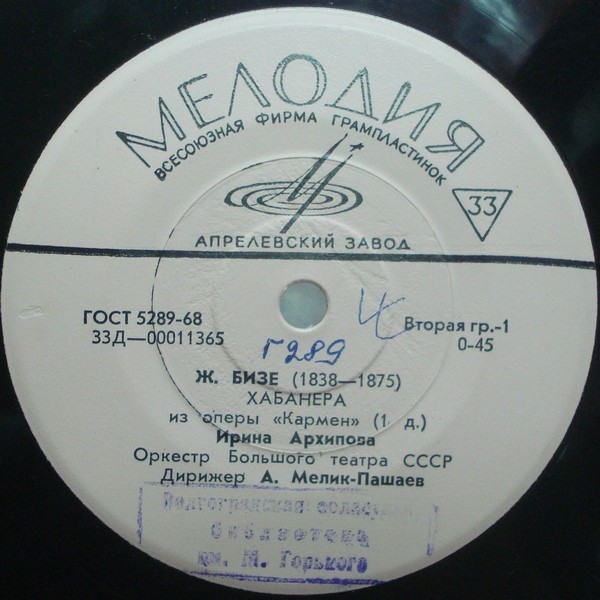 МЕЛОДИЯ
ВСЕСОЮЗНАЯ ФИРМА ГРАМПЛАСТИНОК
33
АПРЕЛЕВСКИЙ ЗАВОД
ГОСТ 5289-68
33Д—00011365
Вторая гр.-1
0-45
Г289
Ж. БИЗЕ (1838—1875)
ХАБАНЕРА
из оперы «Кармен» (1 д.)
Ирина Архипова
Оркестр Большого театра СССР
Дирижер А. Мелик-Пашаев
библиотека
им. М. Горького